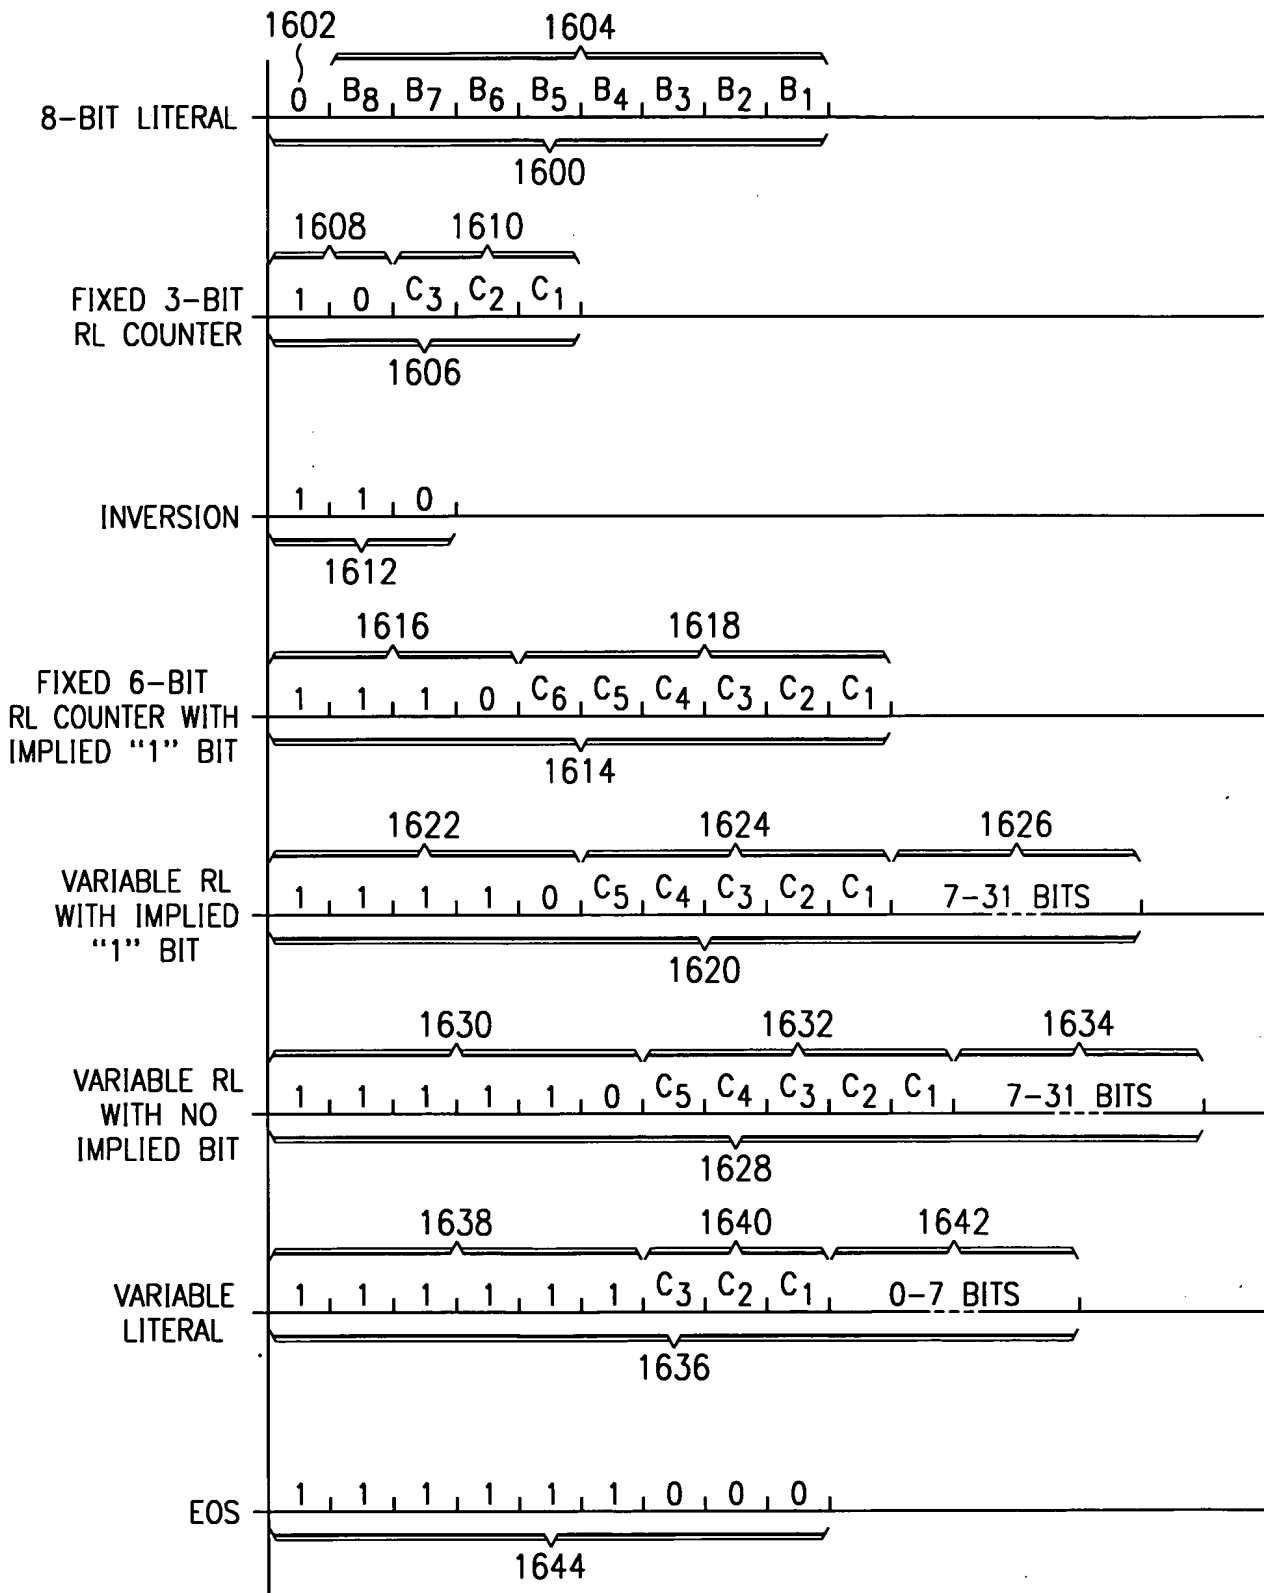 1602
1604
8-BIT LITERAL 0 B8 B7 B6 B5 B4 B3 B2 B1
1600
1608 1610
FIXED 3-BIT
RL COUNTER
1 0 C3 C2 C1
1606
INVERSION 1 1 0
1612
1616 1618
FIXED 6-BIT
RL COUNTER WITH
IMPLIED "1" BIT
1 1 1 0 C6 C5 C4 C3 C2 C1
1614
1622 1624 1626
VARIABLE RL
WITH IMPLIED
"1" BIT
1 1 1 1 0 C5 C4 C3 C2 C1 7-31 BITS
1620
1630 1632 1634
VARIABLE RL
WITH NO
IMPLIED BIT
1 1 1 1 1 0 C5 C4 C3 C2 C1 7-31 BITS
1628
1638 1640 1642
VARIABLE
LITERAL
1 1 1 1 1 1 C3 C2 C1 0-7 BITS
1636
EOS 1 1 1 1 1 1 0 0 0
1644